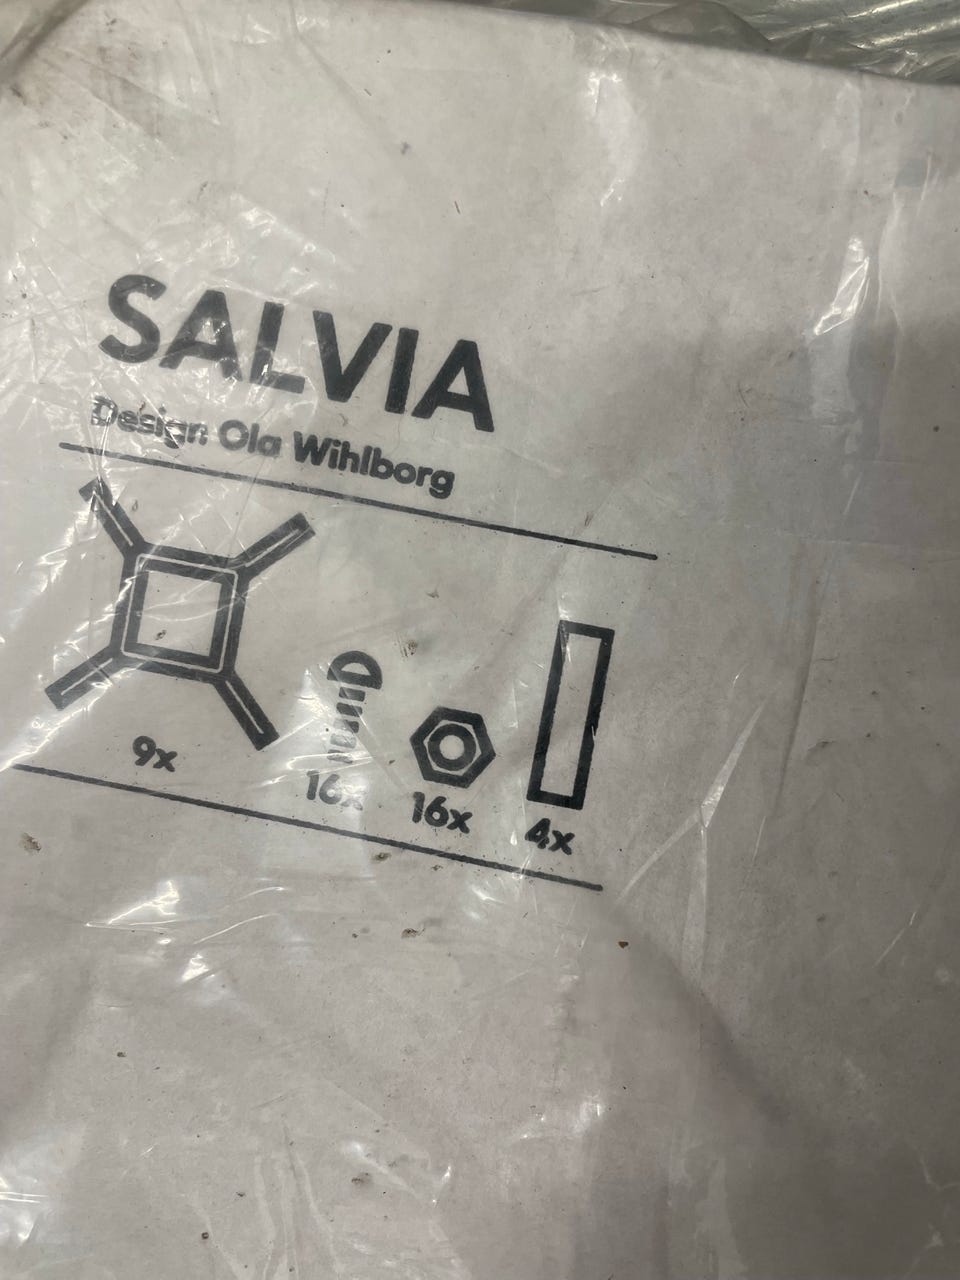 SALVIA
Design Ola Wihlborg
9x
16x
16x
4x